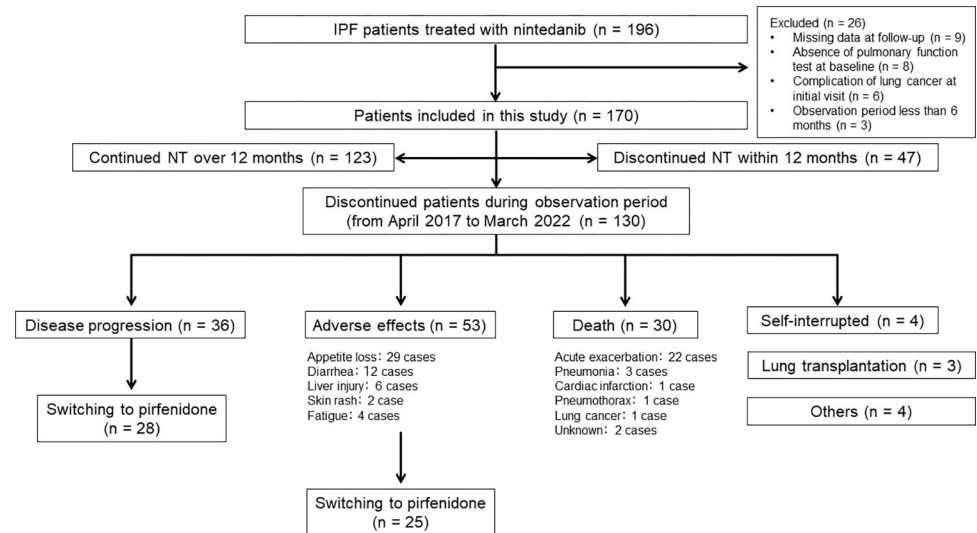 IPF patients treated with nintedanib (n = 196)
Excluded (n = 26)
• Missing data at follow-up (n = 9)
• Absence of pulmonary function
test at baseline (n = 8)
• Complication of lung cancer at
initial visit (n = 6)
• Observation period less than 6
months (n = 3)
Patients included in this study (n = 170)
Continued NT over 12 months (n = 123)
Discontinued NT within 12 months (n = 47)
Discontinued patients during observation period
(from April 2017 to March 2022 (n = 130)
Disease progression (n = 36)
Switching to pirfenidone
(n = 28)
Adverse effects (n = 53)
Appetite loss: 29 cases
Diarrhea: 12 cases
Liver injury: 6 cases
Skin rash: 2 case
Fatigue: 4 cases
Switching to pirfenidone
(n = 25)
Death (n = 30)
Acute exacerbation: 22 cases
Pneumonia: 3 cases
Cardiac infarction: 1 case
Pneumothorax: 1 case
Lung cancer: 1 case
Unknown: 2 cases
Self-interrupted (n = 4)
Lung transplantation (n = 3)
Others (n = 4)